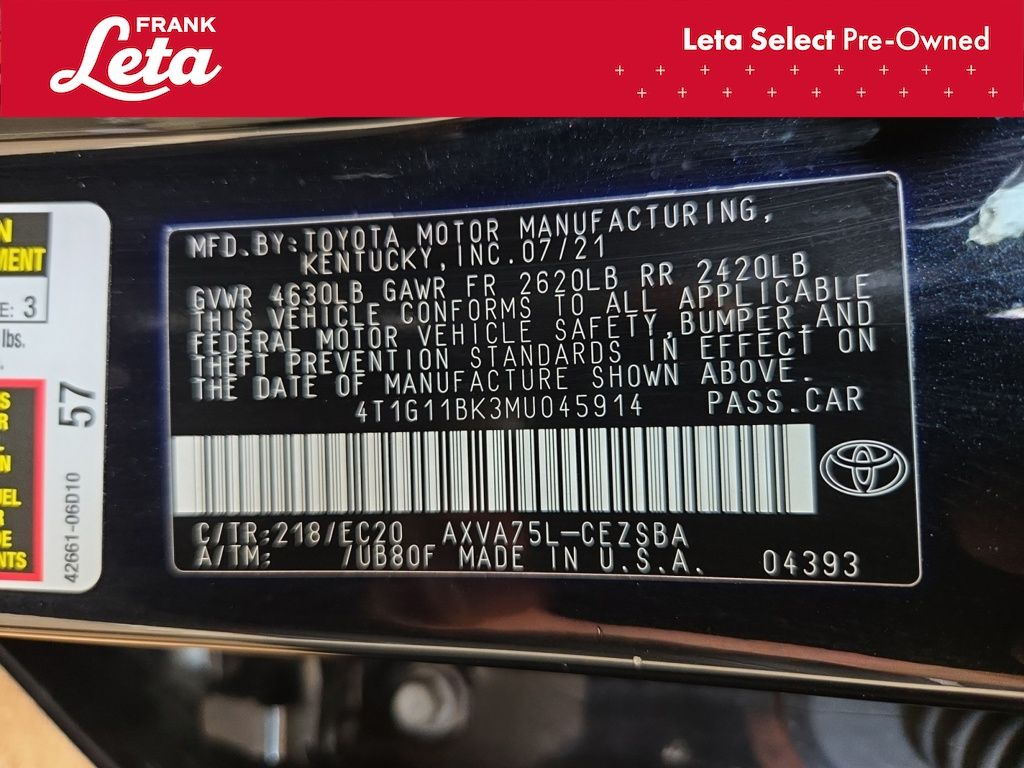 FRANK
Leta
Leta Select Pre-Owned
MFD. BY: TOYOTA MOTOR MANUFACTURING,
KENTUCKY, INC. 07/21
GVWR 4630LB GAWR FR 2620LB RR 2420LB
THIS VEHICLE CONFORMS TO ALL APPLICABLE
FEDERAL MOTOR VEHICLE SAFETY, BUMPER, AND
THEFT PREVENTION STANDARDS IN EFFECT ON
THE DATE OF MANUFACTURE SHOWN ABOVE.
4T1G11BK3MU045914 PASS. CAR
C/TR: 218/EC20 AXVA75L-CEZSBA
A/TM: 7UB80F MADE IN U.S.A. 04393
E: 3
lbs.
57
42661-06D10